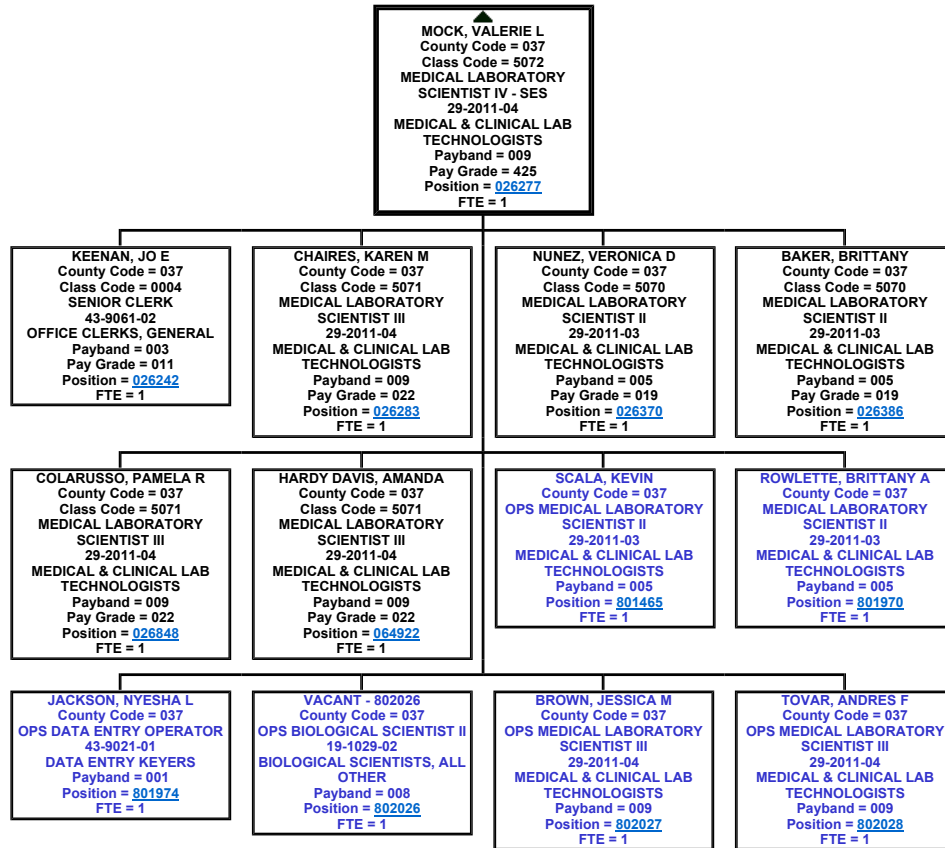 MOCK, VALERIE L
County Code = 037
Class Code = 5072
MEDICAL LABORATORY
SCIENTIST IV - SES
29-2011-04
MEDICAL & CLINICAL LAB
TECHNOLOGISTS
Payband = 009
Pay Grade = 425
Position = 026277
FTE = 1
KEENAN, JO E
County Code = 037
Class Code = 0004
SENIOR CLERK
43-9061-02
OFFICE CLERKS, GENERAL
Payband = 003
Pay Grade = 011
Position = 026242
FTE = 1
CHAIRES, KAREN M
County Code = 037
Class Code = 5071
MEDICAL LABORATORY
SCIENTIST III
29-2011-04
MEDICAL & CLINICAL LAB
TECHNOLOGISTS
Payband = 009
Pay Grade = 022
Position = 026283
FTE = 1
NUNEZ, VERONICA D
County Code = 037
Class Code = 5070
MEDICAL LABORATORY
SCIENTIST II
29-2011-03
MEDICAL & CLINICAL LAB
TECHNOLOGISTS
Payband = 005
Pay Grade = 019
Position = 026370
FTE = 1
BAKER, BRITTANY
County Code = 037
Class Code = 5070
MEDICAL LABORATORY
SCIENTIST II
29-2011-03
MEDICAL & CLINICAL LAB
TECHNOLOGISTS
Payband = 005
Pay Grade = 019
Position = 026386
FTE = 1
COLARUSSO, PAMELA R
County Code = 037
Class Code = 5071
MEDICAL LABORATORY
SCIENTIST III
29-2011-04
MEDICAL & CLINICAL LAB
TECHNOLOGISTS
Payband = 009
Pay Grade = 022
Position = 026848
FTE = 1
HARDY DAVIS, AMANDA
County Code = 037
Class Code = 5071
MEDICAL LABORATORY
SCIENTIST III
29-2011-04
MEDICAL & CLINICAL LAB
TECHNOLOGISTS
Payband = 009
Pay Grade = 022
Position = 064922
FTE = 1
SCALA, KEVIN
County Code = 037
OPS MEDICAL LABORATORY
SCIENTIST II
29-2011-03
MEDICAL & CLINICAL LAB
TECHNOLOGISTS
Payband = 005
Position = 801465
FTE = 1
ROWLETTE, BRITTANY A
County Code = 037
MEDICAL LABORATORY
SCIENTIST II
29-2011-03
MEDICAL & CLINICAL LAB
TECHNOLOGISTS
Payband = 005
Position = 801970
FTE = 1
JACKSON, NYESHA L
County Code = 037
OPS DATA ENTRY OPERATOR
43-9021-01
DATA ENTRY KEYERS
Payband = 001
Position = 801974
FTE = 1
VACANT - 802026
County Code = 037
OPS BIOLOGICAL SCIENTIST II
19-1029-02
BIOLOGICAL SCIENTISTS, ALL
OTHER
Payband = 008
Position = 802026
FTE = 1
BROWN, JESSICA M
County Code = 037
OPS MEDICAL LABORATORY
SCIENTIST III
29-2011-04
MEDICAL & CLINICAL LAB
TECHNOLOGISTS
Payband = 009
Position = 802027
FTE = 1
TOVAR, ANDRES F
County Code = 037
OPS MEDICAL LABORATORY
SCIENTIST III
29-2011-04
MEDICAL & CLINICAL LAB
TECHNOLOGISTS
Payband = 009
Position = 802028
FTE = 1